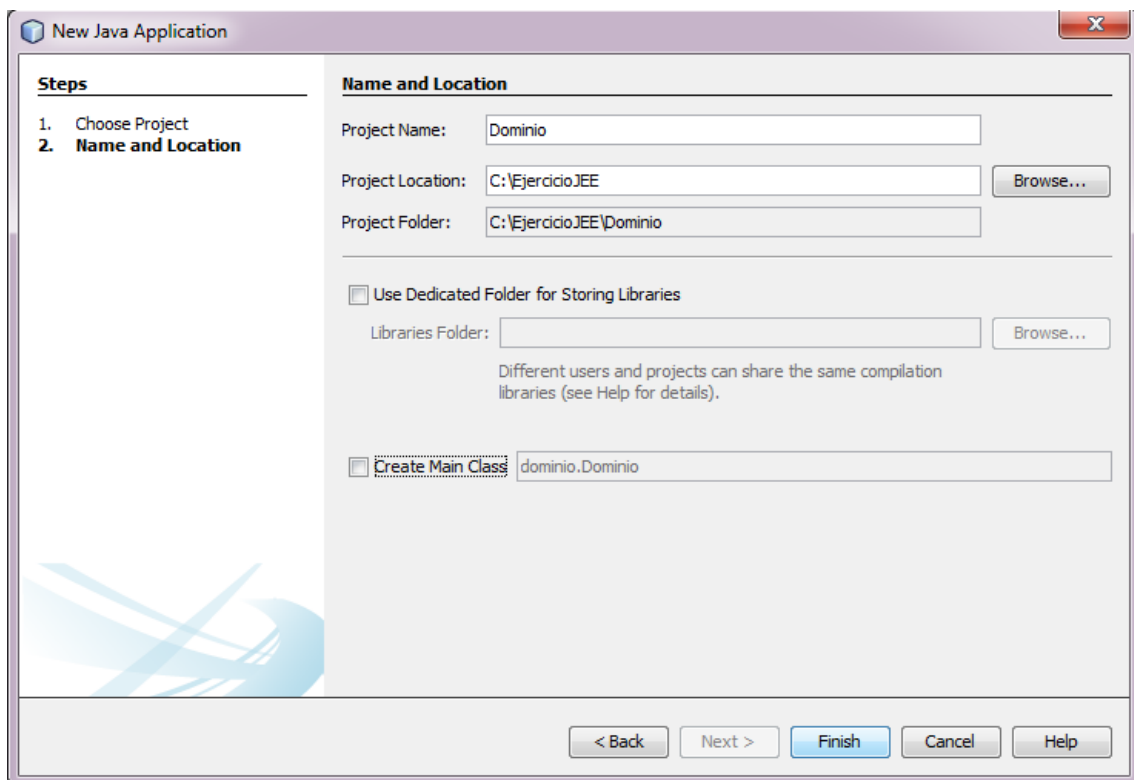 New Java Application
X
Steps
1. Choose Project
2. Name and Location
Name and Location
Project Name: Dominio
Project Location: C:\EjercicioJEE Browse...
Project Folder: C:\EjercicioJEE\Dominio
Use Dedicated Folder for Storing Libraries
Libraries Folder: Browse...
Different users and projects can share the same compilation
libraries (see Help for details).
Create Main Class dominio.Dominio
< Back Next > Finish Cancel Help